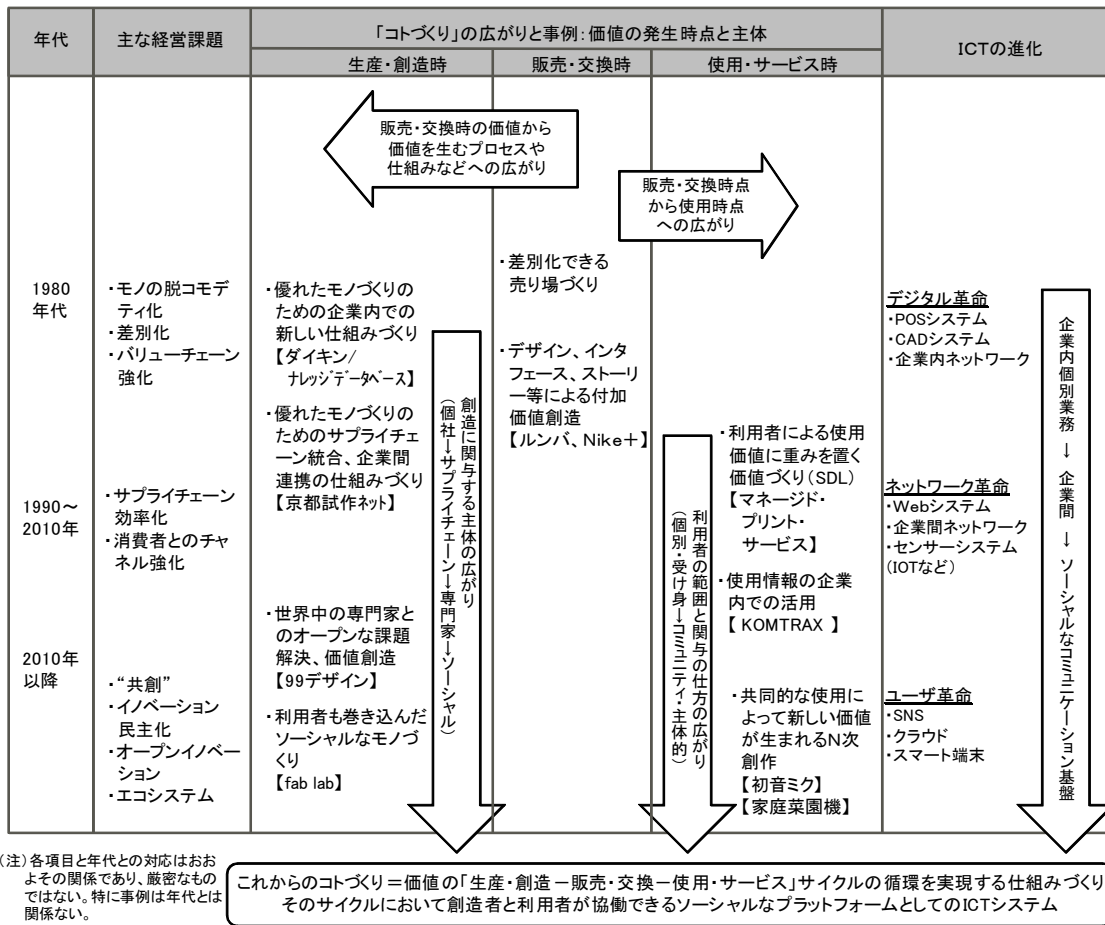 年代
主な経営課題
「コトづくり」の広がりと事例:価値の発生時点と主体
ICTの進化
生産・創造時
販売・交換時
使用・サービス時
販売・交換時の価値から
価値を生むプロセスや
仕組みなどへの広がり
販売・交換時点
から使用時点
への広がり
1980
年代
・モノの脱コモデ
ティ化
・差別化
・バリューチェーン
強化
・優れたモノづくりの
ための企業内での
新しい仕組みづくり
【ダイキン/
ナレッジデータベース】
・差別化できる
売り場づくり
・デザイン、インタ
フェース、ストーリ
ー等による付加
価値創造
【ルンバ、Nike+】
デジタル革命
・POSシステム
・CADシステム
・企業内ネットワーク
1990~
2010年
・サプライチェーン
効率化
・消費者とのチャ
ネル強化
・優れたモノづくりの
ためのサプライチェ
ーン統合、企業間
連携の仕組みづくり
【京都試作ネット】
・利用者による使用
価値に重みを置く
価値づくり(SDL)
【マネージド・
プリント・
サービス】
・使用情報の企業
内での活用
【 KOMTRAX 】
ネットワーク革命
・Webシステム
・企業間ネットワーク
・センサーシステム
(IOTなど)
2010年
以降
・“共創”
・イノベーション
民主化
・オープンイノベー
ション
・エコシステム
・世界中の専門家と
のオープンな課題
解決、価値創造
【99デザイン】
・利用者も巻き込んだ
ソーシャルなモノづ
くり
【fab lab】
・共同的な使用に
よって新しい価値
が生まれるN次
創作
【初音ミク】
【家庭菜園機】
ユーザ革命
・SNS
・クラウド
・スマート端末
創造に関与する主体の広がり
(個社→サプライチェーン→専門家→ソーシャル)
利用者の範囲と関与の仕方の広がり
(個別・受け身→コミュニティ・主体的)
企業内個別業務 → 企業間 → ソーシャルなコミュニケーション基盤
(注)各項目と年代との対応はおお
よその関係であり、厳密なもの
ではない。特に事例は年代とは
関係ない。
これからのコトづくり=価値の「生産・創造-販売・交換-使用・サービス」サイクルの循環を実現する仕組みづくり
そのサイクルにおいて創造者と利用者が協働できるソーシャルなプラットフォームとしてのICTシステム